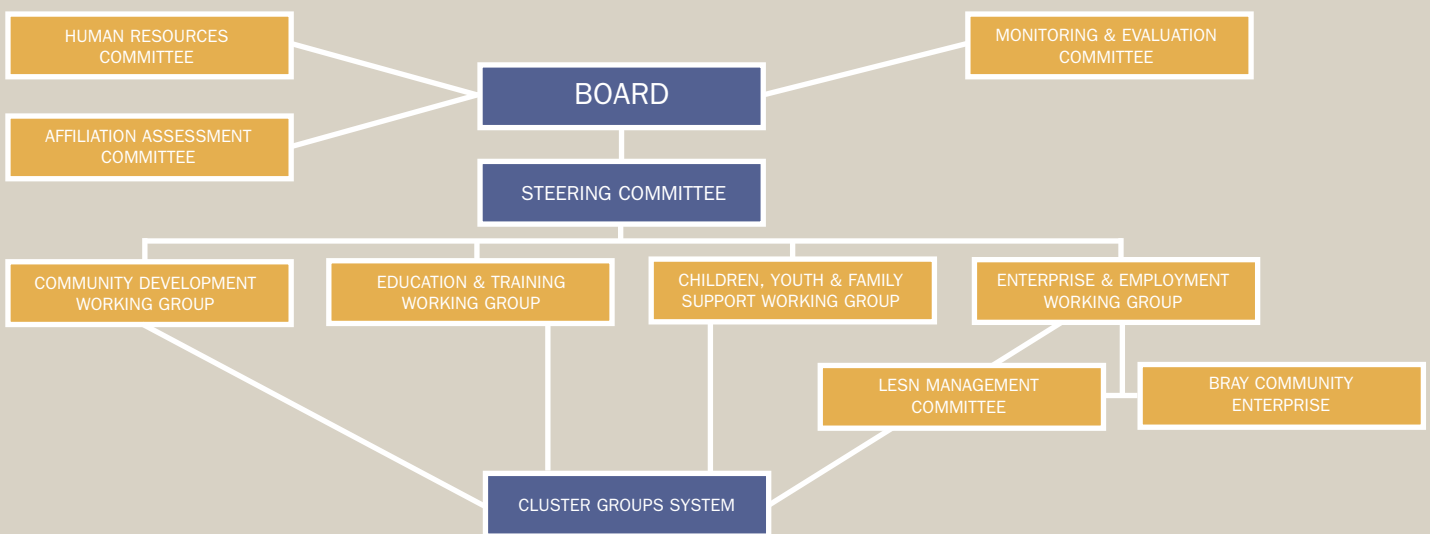 HUMAN RESOURCES
COMMITTEE
MONITORING & EVALUATION
COMMITTEE
BOARD
AFFILIATION ASSESSMENT
COMMITTEE
STEERING COMMITTEE
COMMUNITY DEVELOPMENT
WORKING GROUP
EDUCATION & TRAINING
WORKING GROUP
CHILDREN, YOUTH & FAMILY
SUPPORT WORKING GROUP
ENTERPRISE & EMPLOYMENT
WORKING GROUP
LESN MANAGEMENT
COMMITTEE
BRAY COMMUNITY
ENTERPRISE
CLUSTER GROUPS SYSTEM